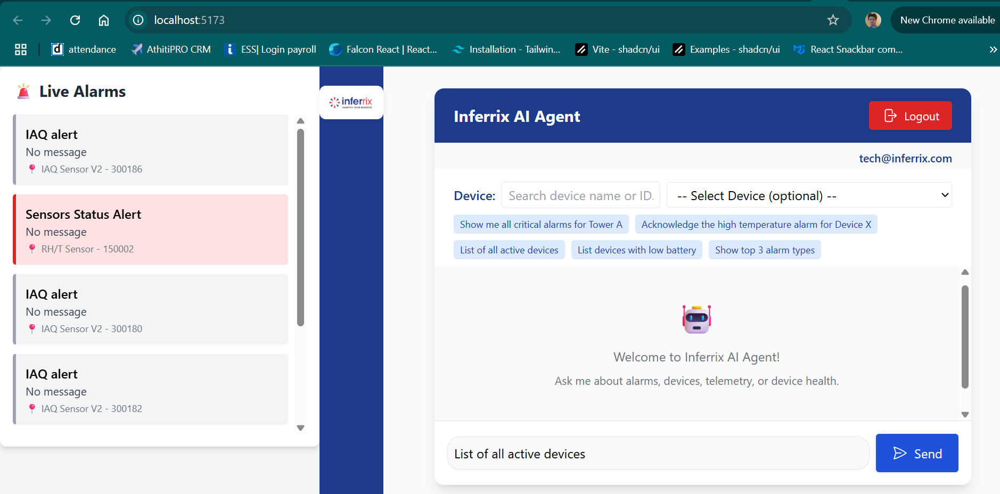 localhost:5173
New Chrome available
attendance
AthitiPRO CRM
ESS| Login payroll
Falcon React | React...
Installation - Tailwin...
Vite - shadcn/ui
Examples - shadcn/ui
React Snackbar com...
Live Alarms
IAQ alert
No message
IAQ Sensor V2 - 300186
Sensors Status Alert
No message
RH/T Sensor - 150002
IAQ alert
No message
IAQ Sensor V2 - 300180
IAQ alert
No message
IAQ Sensor V2 - 300182
inferrix
SMARTIFY YOUR BUSINESS
Inferrix AI Agent
Logout
tech@inferrix.com
Device:
Search device name or ID.
-- Select Device (optional) --
Show me all critical alarms for Tower A
Acknowledge the high temperature alarm for Device X
List of all active devices
List devices with low battery
Show top 3 alarm types
Welcome to Inferrix AI Agent!
Ask me about alarms, devices, telemetry, or device health.
List of all active devices
Send